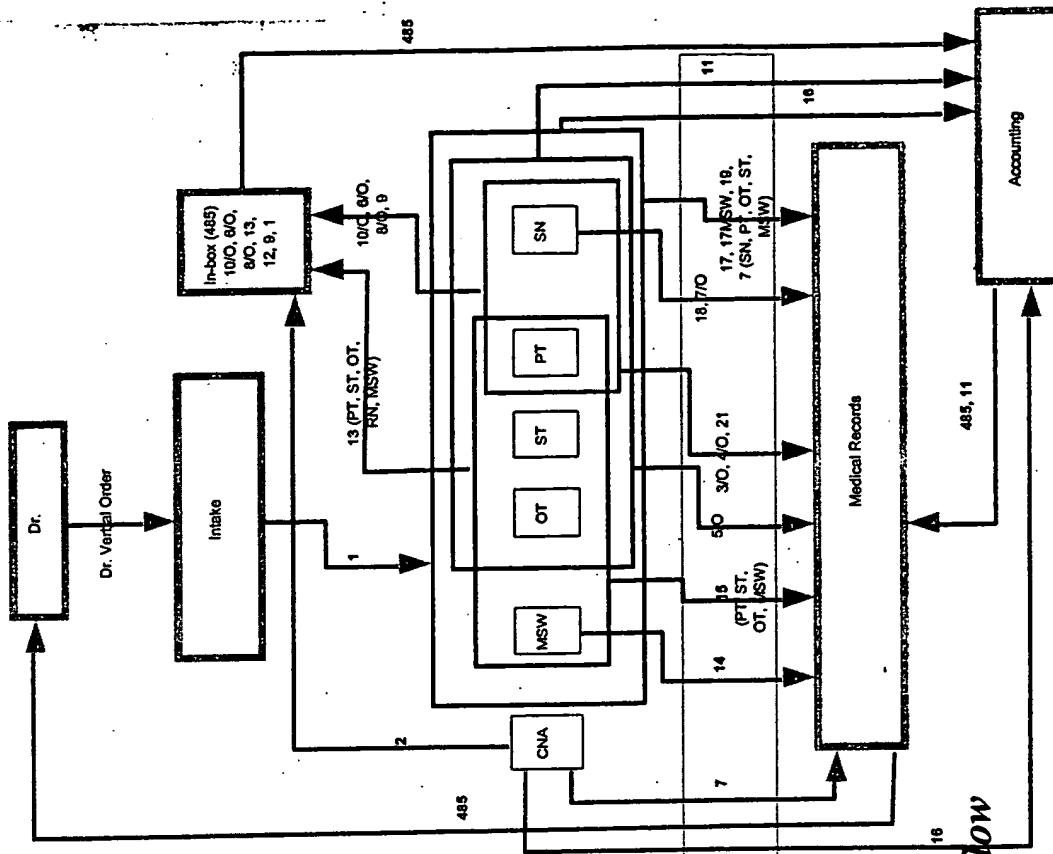 485
Dr.
Dr. Verbal Order
In-box (485)
10/O, 6/O,
8/O, 13,
12, 9, 1
Intake
10/O, 6/O,
8/O, 9
13 (PT, ST, OT,
RN, MSW)
1
2
485
MSW
OT
ST
PT
SN
CNA
11
16
14
15
(PT, ST,
OT, MSW)
5/O
3/O, 4/O, 21
18, 7/O
17, 17MSW, 19,
7 (SN, PT, OT, ST,
MSW)
7
Medical Records
485, 11
16
Accounting
low